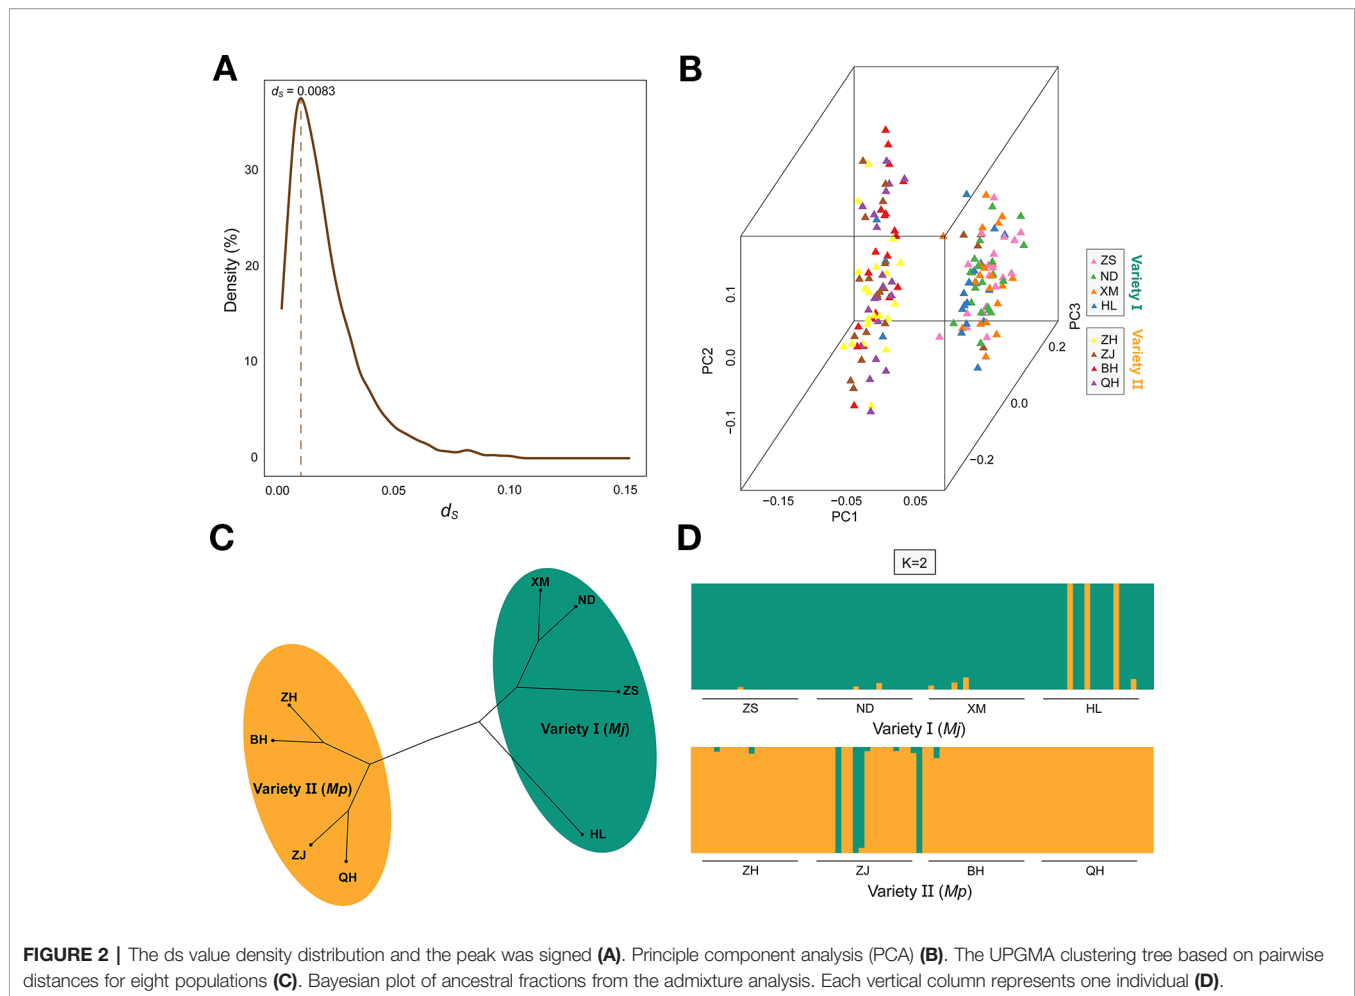 A
dS = 0.0083
Density (%)
30
20
10
0
0.00 0.05 0.10 0.15
dS
B
PC2
0.1
0.0
−0.1
−0.15 −0.05 0.05
PC1
PC3
0.2
0.0
−0.2
ZS
ND
XM
HL
Variety I
ZH
ZJ
BH
QH
Variety II
C
XM
ND
ZS
Variety I (Mj)
HL
ZH
BH
Variety II (Mp)
ZJ
QH
D
K=2
ZS ND XM HL
Variety I (Mj)
ZH ZJ BH QH
Variety II (Mp)
FIGURE 2 | The ds value density distribution and the peak was signed (A). Principle component analysis (PCA) (B). The UPGMA clustering tree based on pairwise
distances for eight populations (C). Bayesian plot of ancestral fractions from the admixture analysis. Each vertical column represents one individual (D).